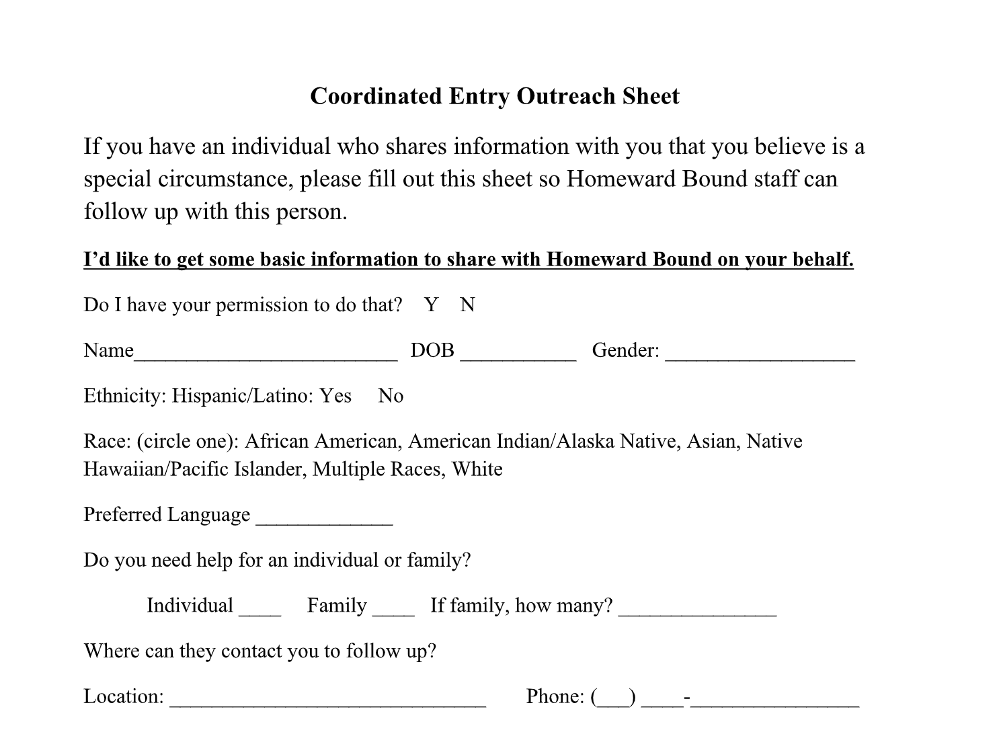 Coordinated Entry Outreach Sheet
If you have an individual who shares information with you that you believe is a
special circumstance, please fill out this sheet so Homeward Bound staff can
follow up with this person.
I’d like to get some basic information to share with Homeward Bound on your behalf.
Do I have your permission to do that? Y N
Name_________________________ DOB ___________ Gender: __________________
Ethnicity: Hispanic/Latino: Yes No
Race: (circle one): African American, American Indian/Alaska Native, Asian, Native
Hawaiian/Pacific Islander, Multiple Races, White
Preferred Language _____________
Do you need help for an individual or family?
Individual ____ Family ____ If family, how many? _______________
Where can they contact you to follow up?
Location: ______________________________ Phone: (___) ____-________________